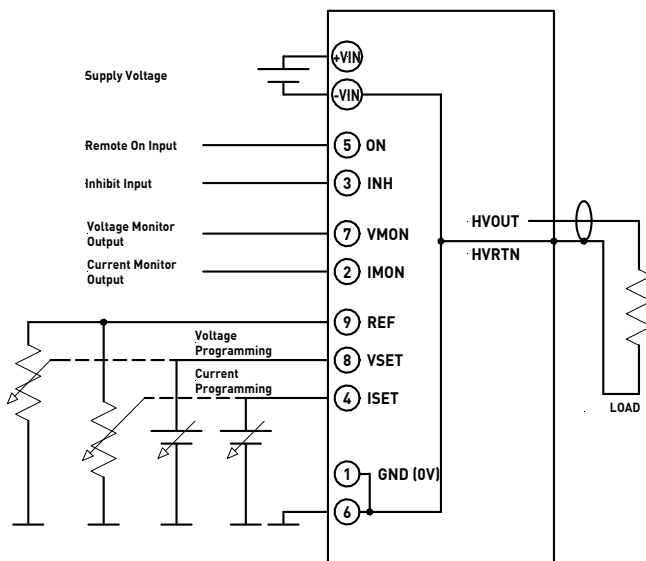 +VIN
Supply Voltage
-VIN
Remote On Input
5 ON
Inhibit Input
3 INH
HVOUT
Voltage Monitor
Output
7 VMON
HVRTN
Current Monitor
Output
2 IMON
9 REF
Voltage
Programming
8 VSET
Current
Programming
4 ISET
LOAD
1 GND (0V)
6